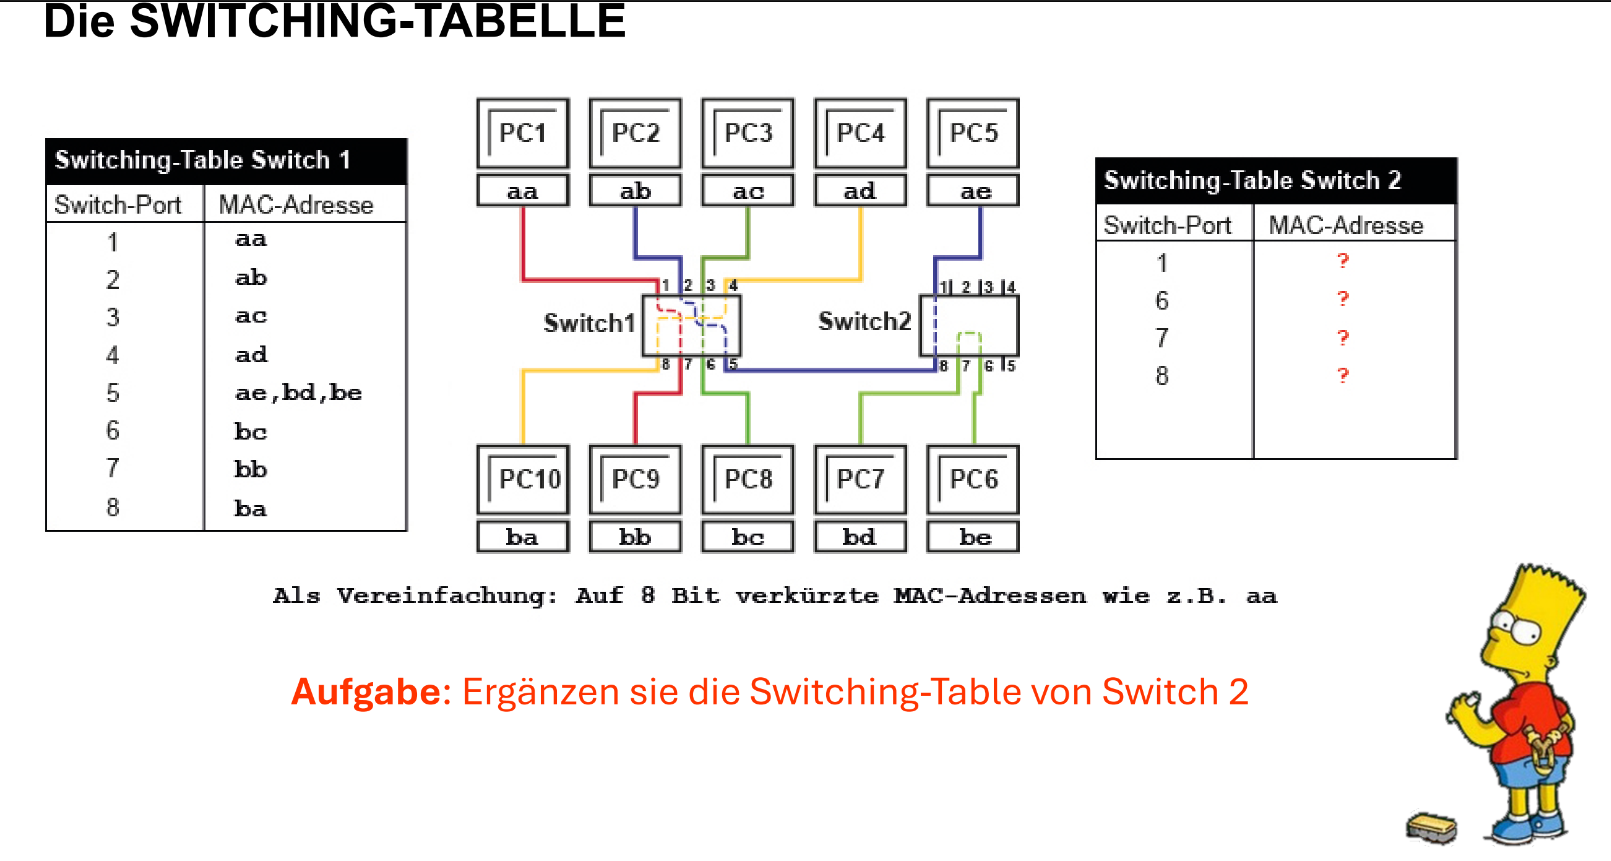 Die SWITCHING-TABELLE
PC1 PC2 PC3 PC4 PC5
aa ab ac ad ae
Switching-Table Switch 1
Switch-Port MAC-Adresse
1 aa
2 ab
3 ac
4 ad
5 ae,bd,be
6 bc
7 bb
8 ba
1 2 3 4
Switch1
8 7 6 5
1 2 3 4
Switch2
8 7 6 5
PC10 PC9 PC8 PC7 PC6
ba bb bc bd be
Switching-Table Switch 2
Switch-Port MAC-Adresse
1 ?
6 ?
7 ?
8 ?
Als Vereinfachung: Auf 8 Bit verkürzte MAC-Adressen wie z.B. aa
Aufgabe: Ergänzen sie die Switching-Table von Switch 2